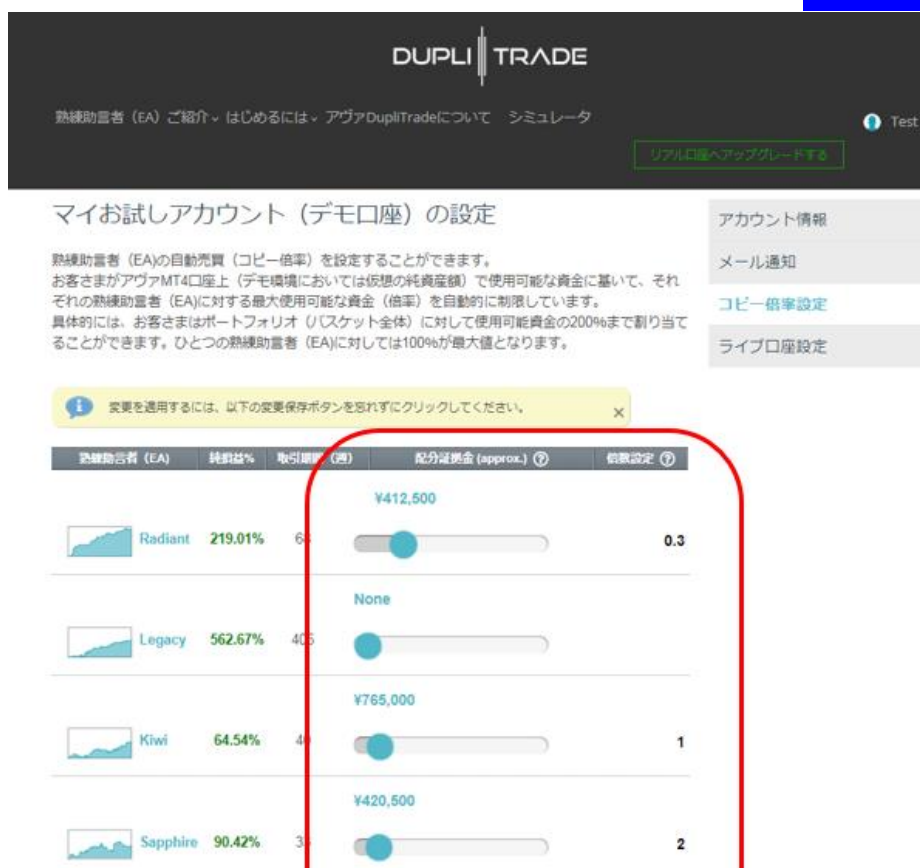 DUPLI TRADE
熟練助言者（EA）ご紹介 はじめるには アヴァDupliTradeについて シミュレータ
Test
リアル口座へアップグレードする
マイお試しアカウント（デモ口座）の設定
熟練助言者（EA)の自動売買（コピー倍率）を設定することができます。
お客さまがアヴァMT4口座上（デモ環境においては仮想の純資産額）で使用可能な資金に基いて、それ
ぞれの熟練助言者（EA)に対する最大使用可能な資金（倍率）を自動的に制限しています。
具体的には、お客さまはポートフォリオ（バスケット全体）に対して使用可能資金の200%まで割り当て
ることができます。ひとつの熟練助言者（EA)に対しては100%が最大値となります。
アカウント情報
メール通知
コピー倍率設定
ライブ口座設定
変更を適用するには、以下の変更保存ボタンを忘れずにクリックしてください。
熟練助言者（EA） 純損益% 取引期間（週） 配分証拠金 (approx.) 倍数設定
¥412,500
Radiant 219.01% 0.3
None
Legacy 562.67% 405
¥765,000
Kiwi 64.54% 1
¥420,500
Sapphire 90.42% 2